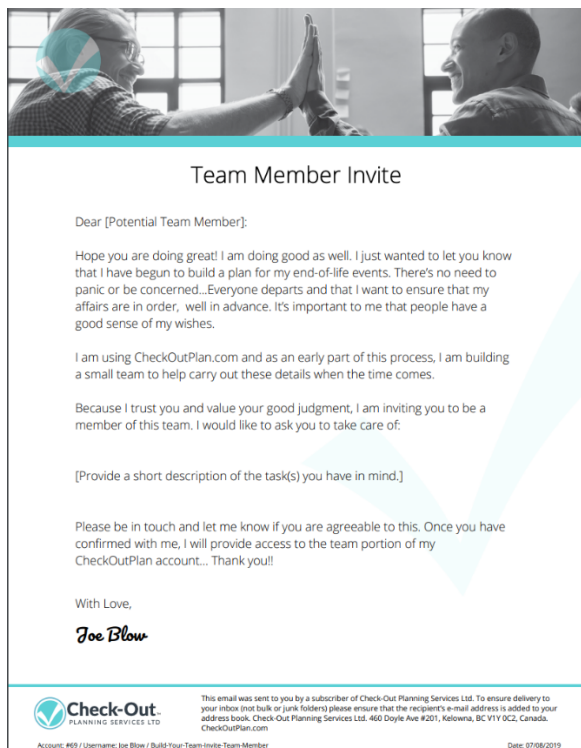 Team Member Invite
Dear [Potential Team Member]:
Hope you are doing great! I am doing good as well. I just wanted to let you know
that I have begun to build a plan for my end-of-life events. There's no need to
panic or be concerned...Everyone departs and that I want to ensure that my
affairs are in order,  well in advance. It's important to me that people have a
good sense of my wishes.
I am using CheckOutPlan.com and as an early part of this process, I am building
a small team to help carry out these details when the time comes.
Because I trust you and value your good judgment, I am inviting you to be a
member of this team. I would like to ask you to take care of:
[Provide a short description of the task(s) you have in mind.]
Please be in touch and let me know if you are agreeable to this. Once you have
confirmed with me, I will provide access to the team portion of my
CheckOutPlan account... Thank you!!
With Love,
Joe Blow
Check-Out™
PLANNING SERVICES LTD
This email was sent to you by a subscriber of Check-Out Planning Services Ltd. To ensure delivery to
your inbox (not bulk or junk folders) please ensure that the recipient's e-mail address is added to your
address book. Check-Out Planning Services Ltd. 460 Doyle Ave #201, Kelowna, BC V1Y 0C2, Canada.
CheckOutPlan.com
Account: #69 / Username: Joe Blow / Build-Your-Team-Invite-Team-Member
Date: 07/08/2019